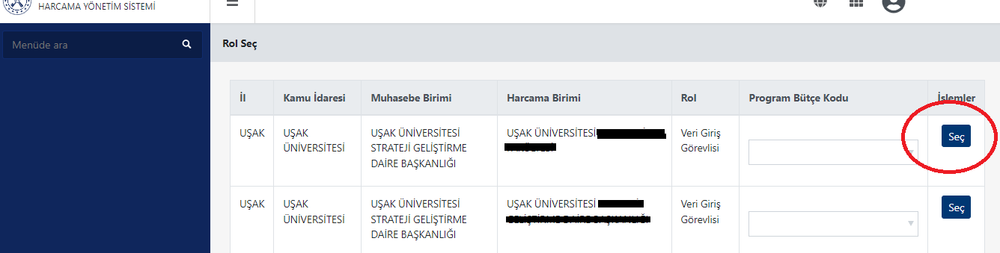 HARCAMA YÖNETİM SİSTEMİ
Menüde ara
Rol Seç
İl Kamu İdaresi Muhasebe Birimi Harcama Birimi Rol Program Bütçe Kodu İşlemler
UŞAK UŞAK UŞAK ÜNİVERSİTESİ UŞAK ÜNİVERSİTESİ Veri Giriş Seç
ÜNİVERSİTESİ STRATEJİ GELİŞTİRME Görevlisi
DAİRE BAŞKANLIĞI
UŞAK UŞAK UŞAK ÜNİVERSİTESİ UŞAK ÜNİVERSİTESİ Veri Giriş Seç
ÜNİVERSİTESİ STRATEJİ GELİŞTİRME Görevlisi
DAİRE BAŞKANLIĞI